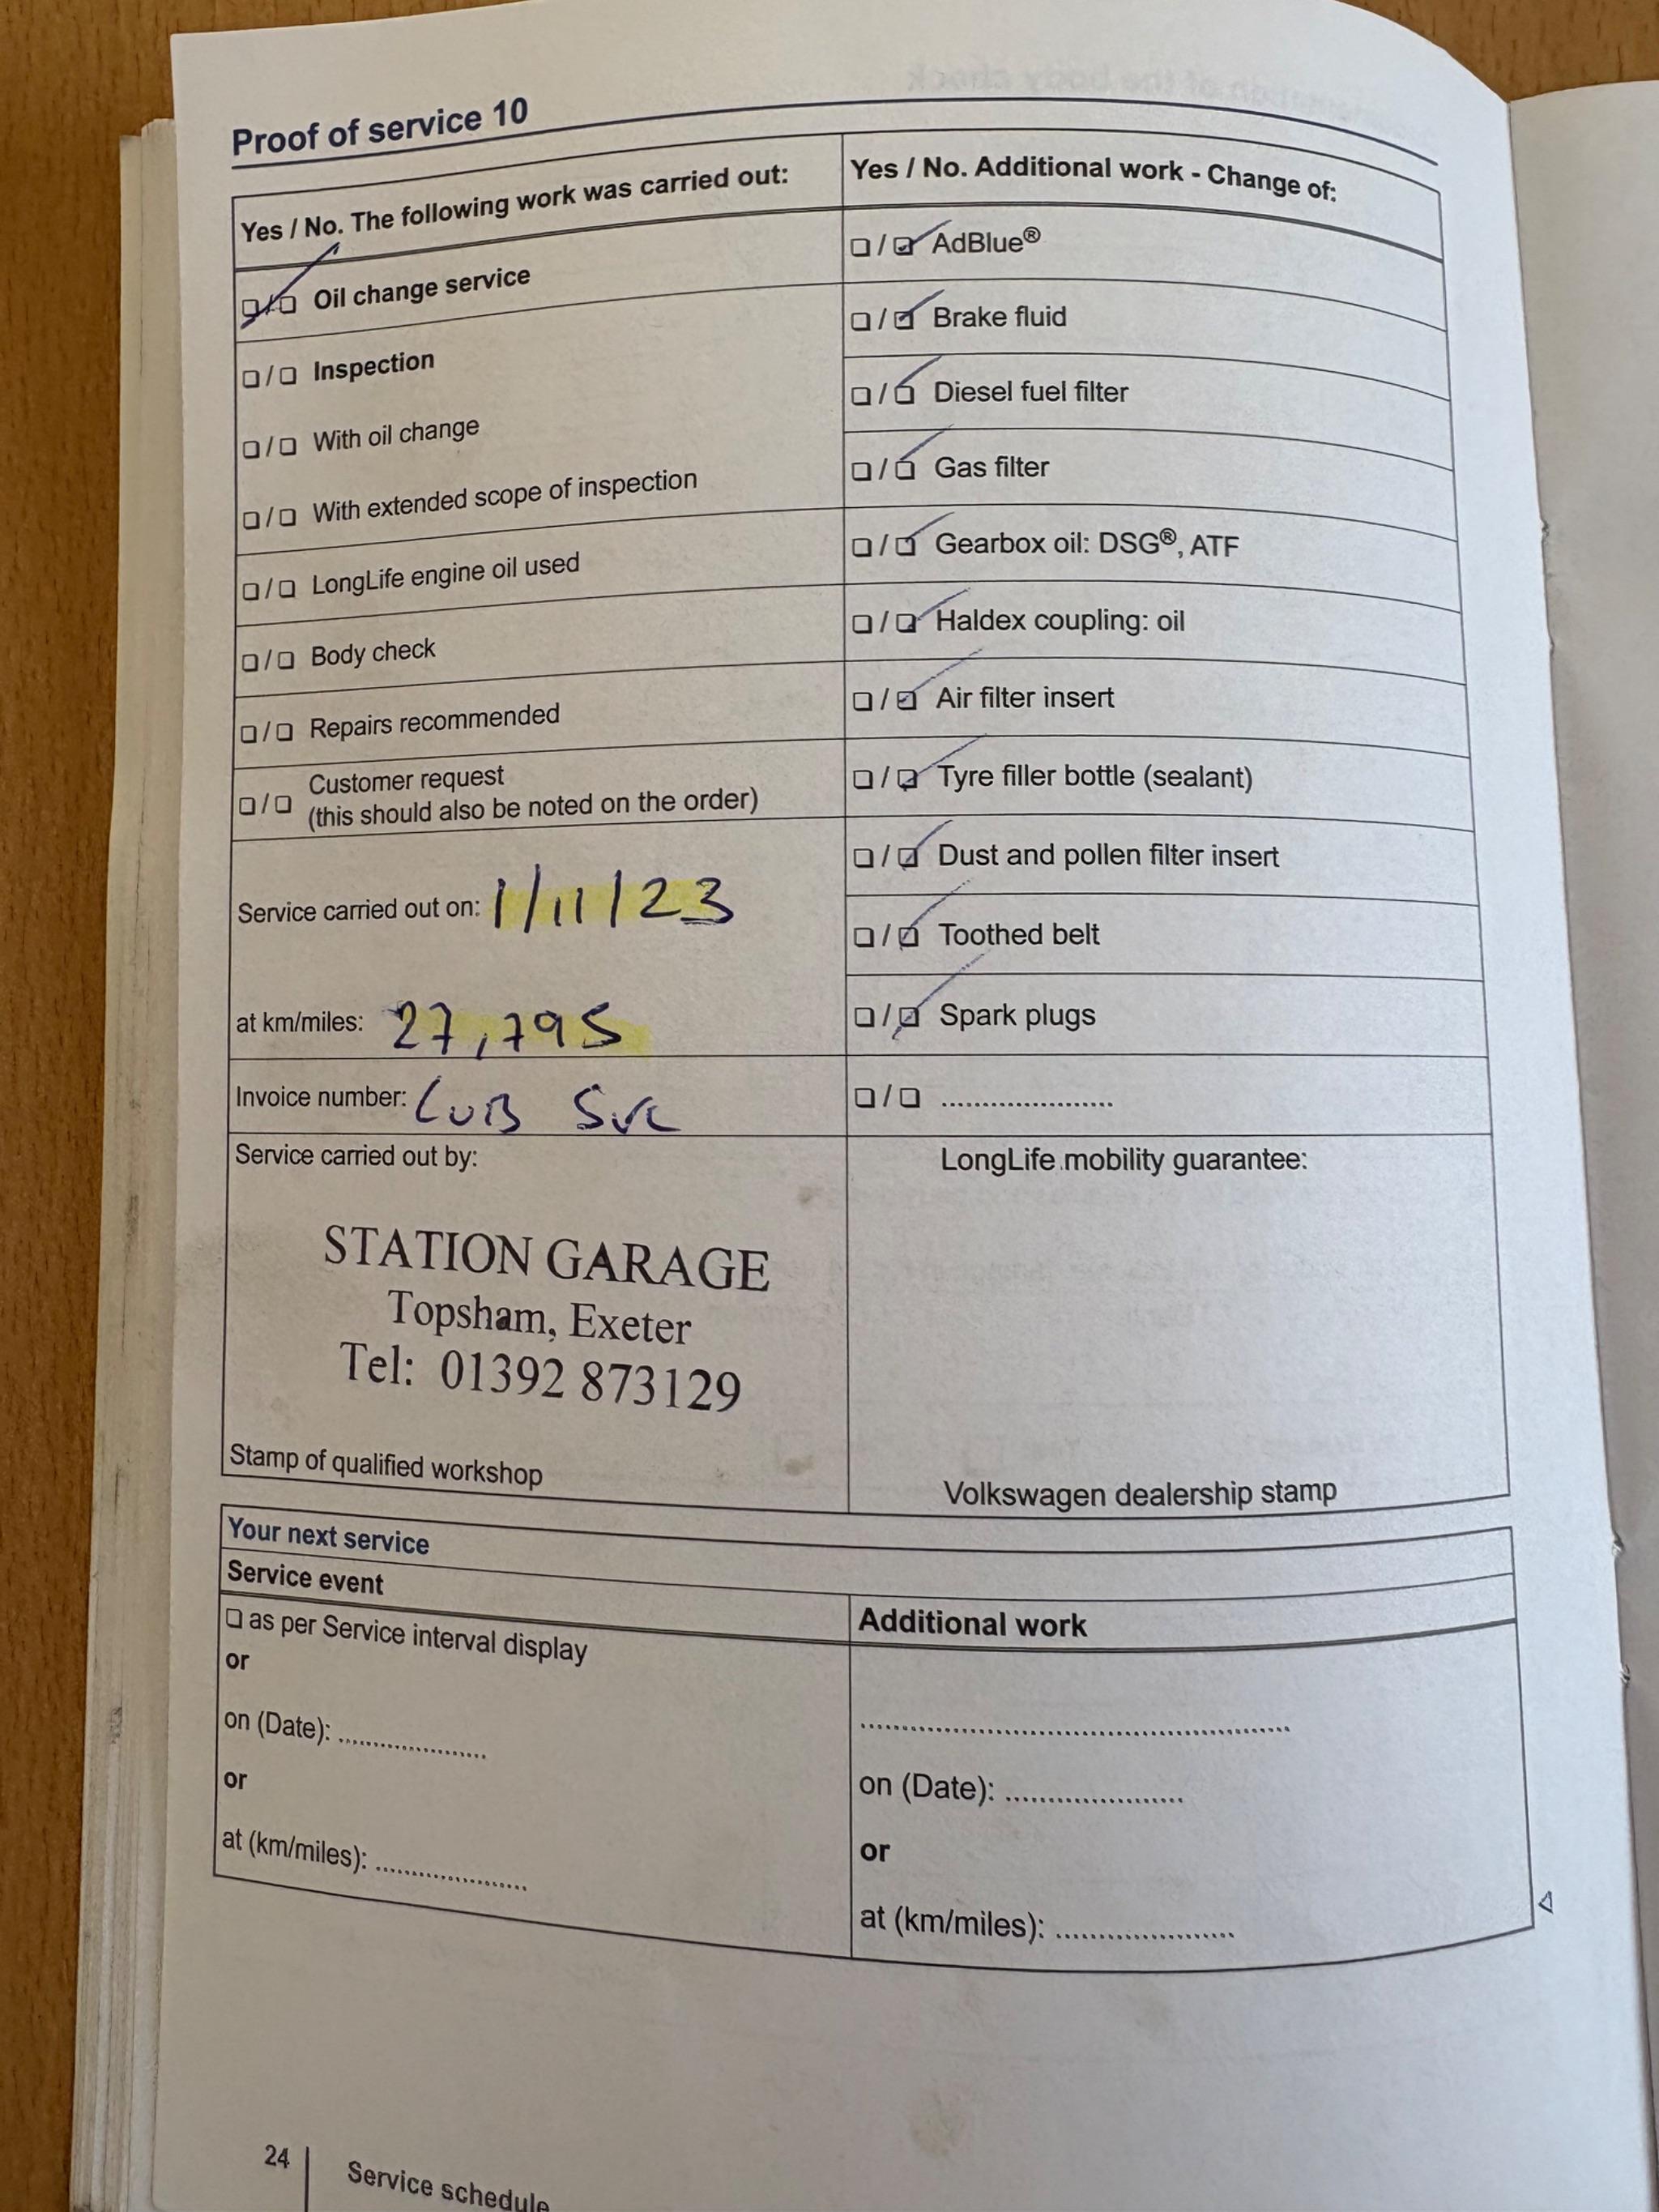 Proof of service 10
Yes / No. The following work was carried out:
☑/☐ Oil change service
☐/☐ Inspection
☐/☐ With oil change
☐/☐ With extended scope of inspection
☐/☐ LongLife engine oil used
☐/☐ Body check
☐/☐ Repairs recommended
☐/☐ Customer request
(this should also be noted on the order)
Service carried out on: 1/11/23
at km/miles: 27,795
Invoice number: LUB SVC
Service carried out by:
STATION GARAGE
Topsham, Exeter
Tel: 01392 873129
Stamp of qualified workshop
Yes / No. Additional work - Change of:
☐/☑ AdBlue®
☐/☑ Brake fluid
☐/☑ Diesel fuel filter
☐/☑ Gas filter
☐/☑ Gearbox oil: DSG®, ATF
☐/☑ Haldex coupling: oil
☐/☑ Air filter insert
☐/☑ Tyre filler bottle (sealant)
☐/☑ Dust and pollen filter insert
☐/☑ Toothed belt
☐/☑ Spark plugs
☐/☐ .....................
LongLife mobility guarantee:
Volkswagen dealership stamp
Your next service
Service event
☐ as per Service interval display
or
on (Date): ....................
or
at (km/miles): ....................
Additional work
..................................................
on (Date): ....................
or
at (km/miles): ....................
24
Service schedule